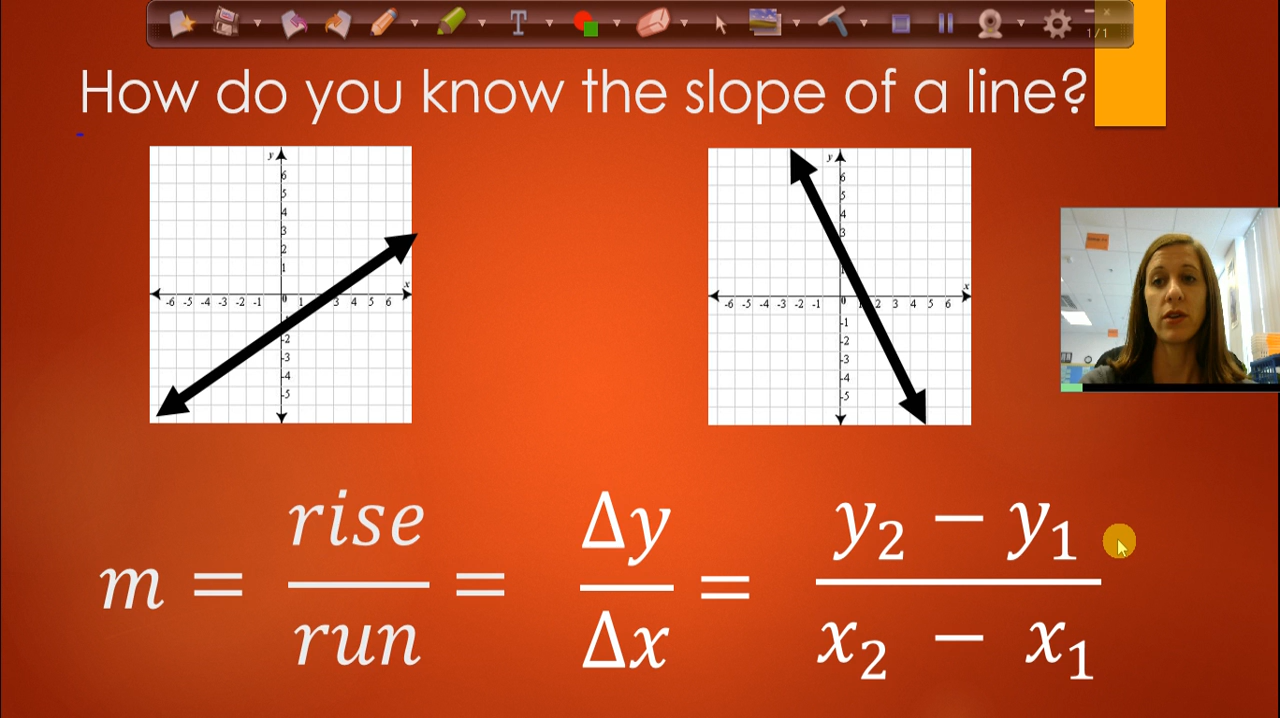 T
1/1
How do you know the slope of a line?
y
6
5
4
3
2
1
x
-6 -5 -4 -3 -2 -1 0 1 3 4 5 6
-2
-3
-4
-5
y
6
5
4
3
x
-6 -5 -4 -3 -2 -1 0 2 3 4 5 6
-1
-2
-3
-4
-5
m = rise/run = Δy/Δx = y₂ − y₁/x₂ − x₁